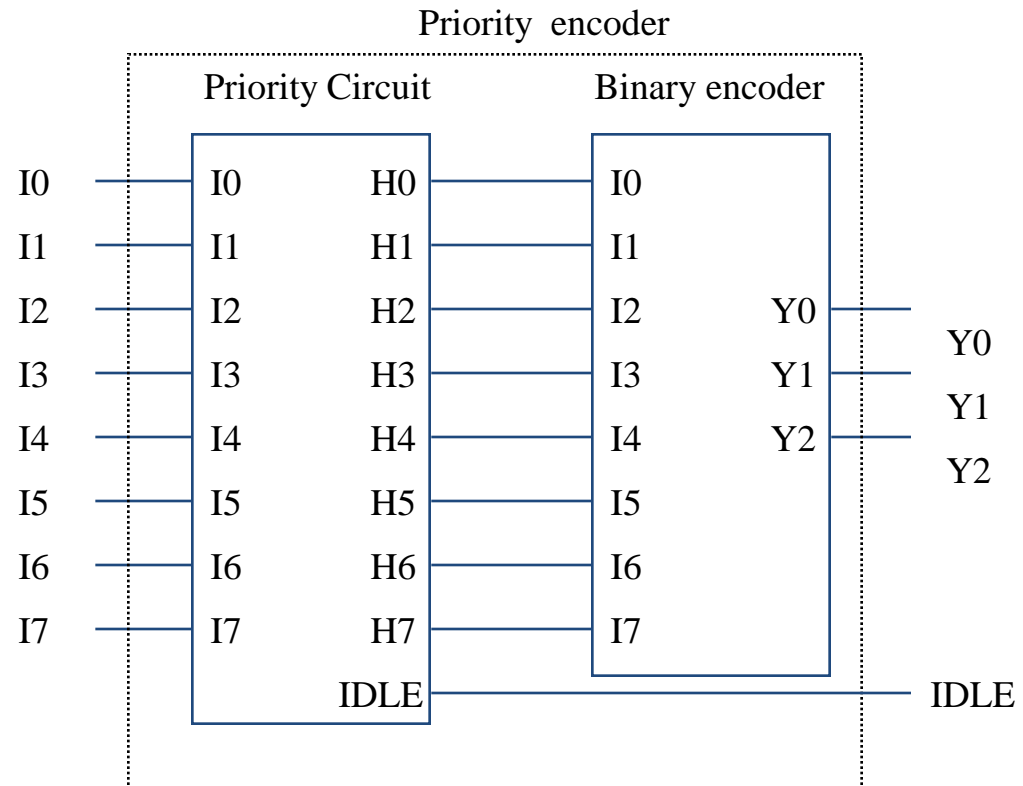 Priority encoder
Priority Circuit Binary encoder
I0 I0 H0 I0
I1 I1 H1 I1
I2 I2 H2 I2 Y0
Y0
I3 I3 H3 I3 Y1
Y1
I4 I4 H4 I4 Y2
Y2
I5 I5 H5 I5
I6 I6 H6 I6
I7 I7 H7 I7
IDLE IDLE